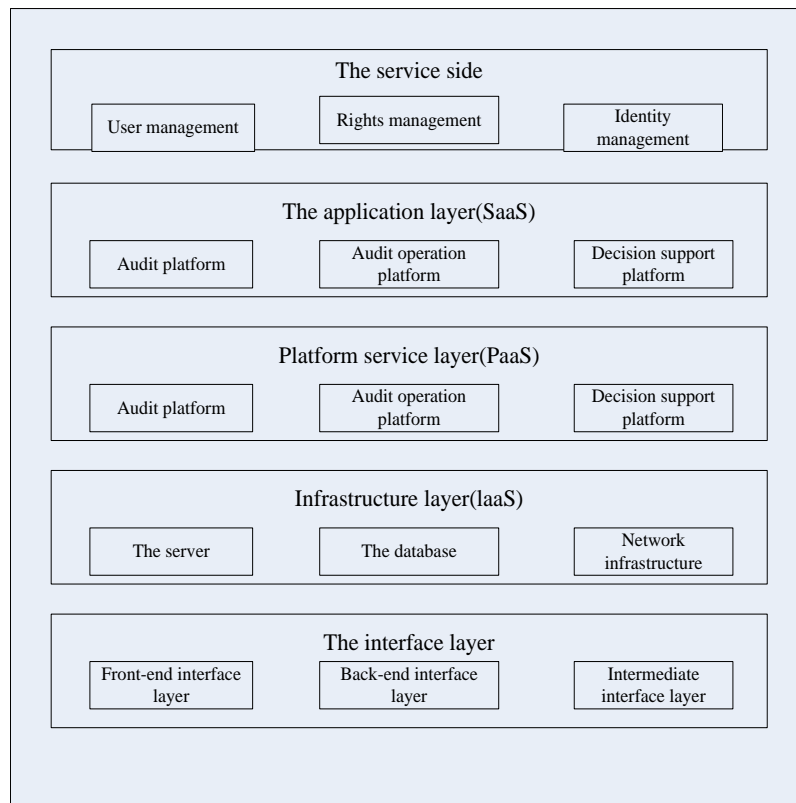 The service side
User management
Rights management
Identity
management
The application layer(SaaS)
Audit platform
Audit operation
platform
Decision support
platform
Platform service layer(PaaS)
Audit platform
Audit operation
platform
Decision support
platform
Infrastructure layer(laaS)
The server
The database
Network
infrastructure
The interface layer
Front-end interface
layer
Back-end interface
layer
Intermediate
interface layer